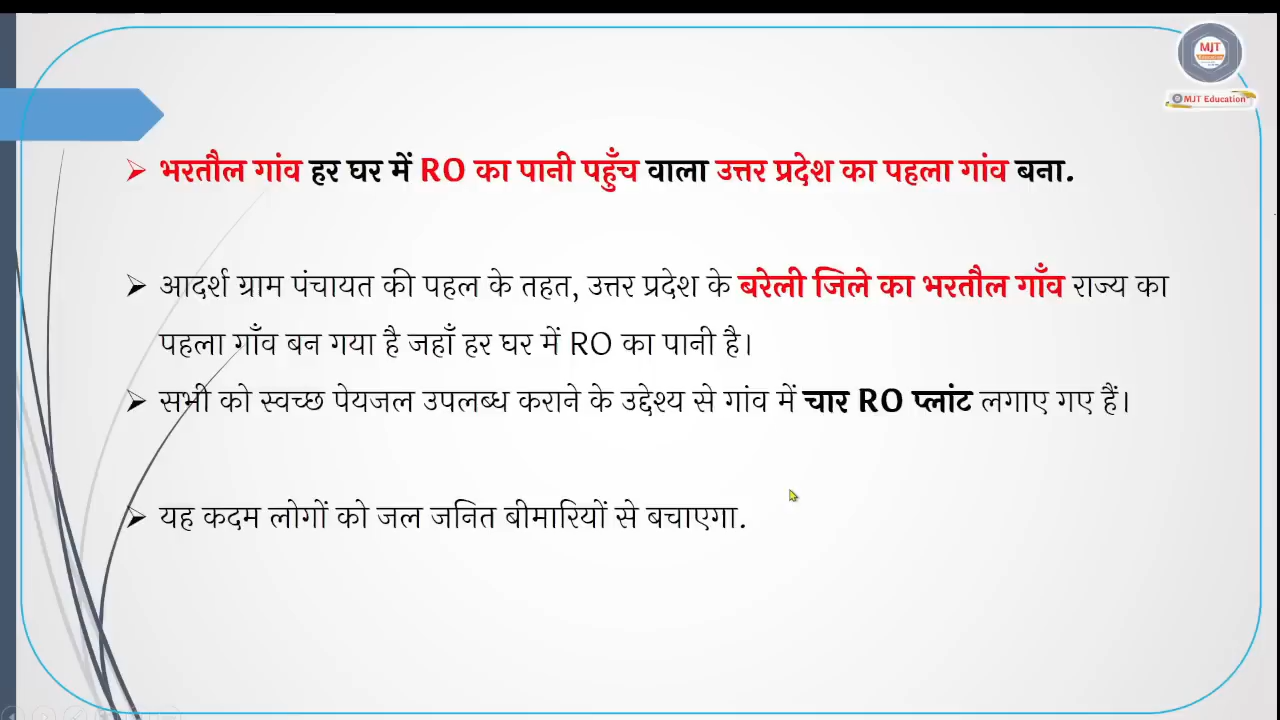 MJT
MJT Education
भरतौल गांव हर घर में RO का पानी पहुँच वाला उत्तर प्रदेश का पहला गांव बना.
आदर्श ग्राम पंचायत की पहल के तहत, उत्तर प्रदेश के बरेली जिले का भरतौल गाँव राज्य का
पहला गाँव बन गया है जहाँ हर घर में RO का पानी है।
सभी को स्वच्छ पेयजल उपलब्ध कराने के उद्देश्य से गांव में चार RO प्लांट लगाए गए हैं।
यह कदम लोगों को जल जनित बीमारियों से बचाएगा.